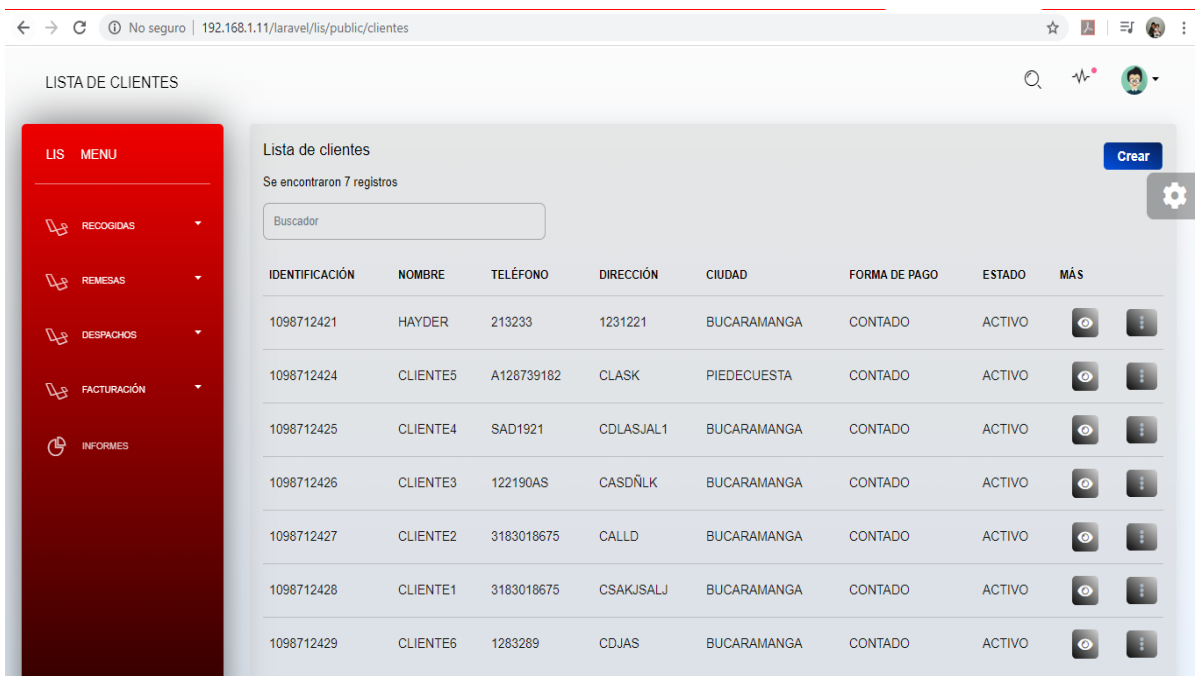 No seguro | 192.168.1.11/laravel/lis/public/clientes
LISTA DE CLIENTES
LIS MENU
RECOGIDAS
REMESAS
DESPACHOS
FACTURACIÓN
INFORMES
Lista de clientes
Crear
Se encontraron 7 registros
Buscador
IDENTIFICACIÓN NOMBRE TELÉFONO DIRECCIÓN CIUDAD FORMA DE PAGO ESTADO MÁS
1098712421 HAYDER 213233 1231221 BUCARAMANGA CONTADO ACTIVO
1098712424 CLIENTE5 A128739182 CLASK PIEDECUESTA CONTADO ACTIVO
1098712425 CLIENTE4 SAD1921 CDLASJAL1 BUCARAMANGA CONTADO ACTIVO
1098712426 CLIENTE3 122190AS CASDÑLK BUCARAMANGA CONTADO ACTIVO
1098712427 CLIENTE2 3183018675 CALLD BUCARAMANGA CONTADO ACTIVO
1098712428 CLIENTE1 3183018675 CSAKJSALJ BUCARAMANGA CONTADO ACTIVO
1098712429 CLIENTE6 1283289 CDJAS BUCARAMANGA CONTADO ACTIVO